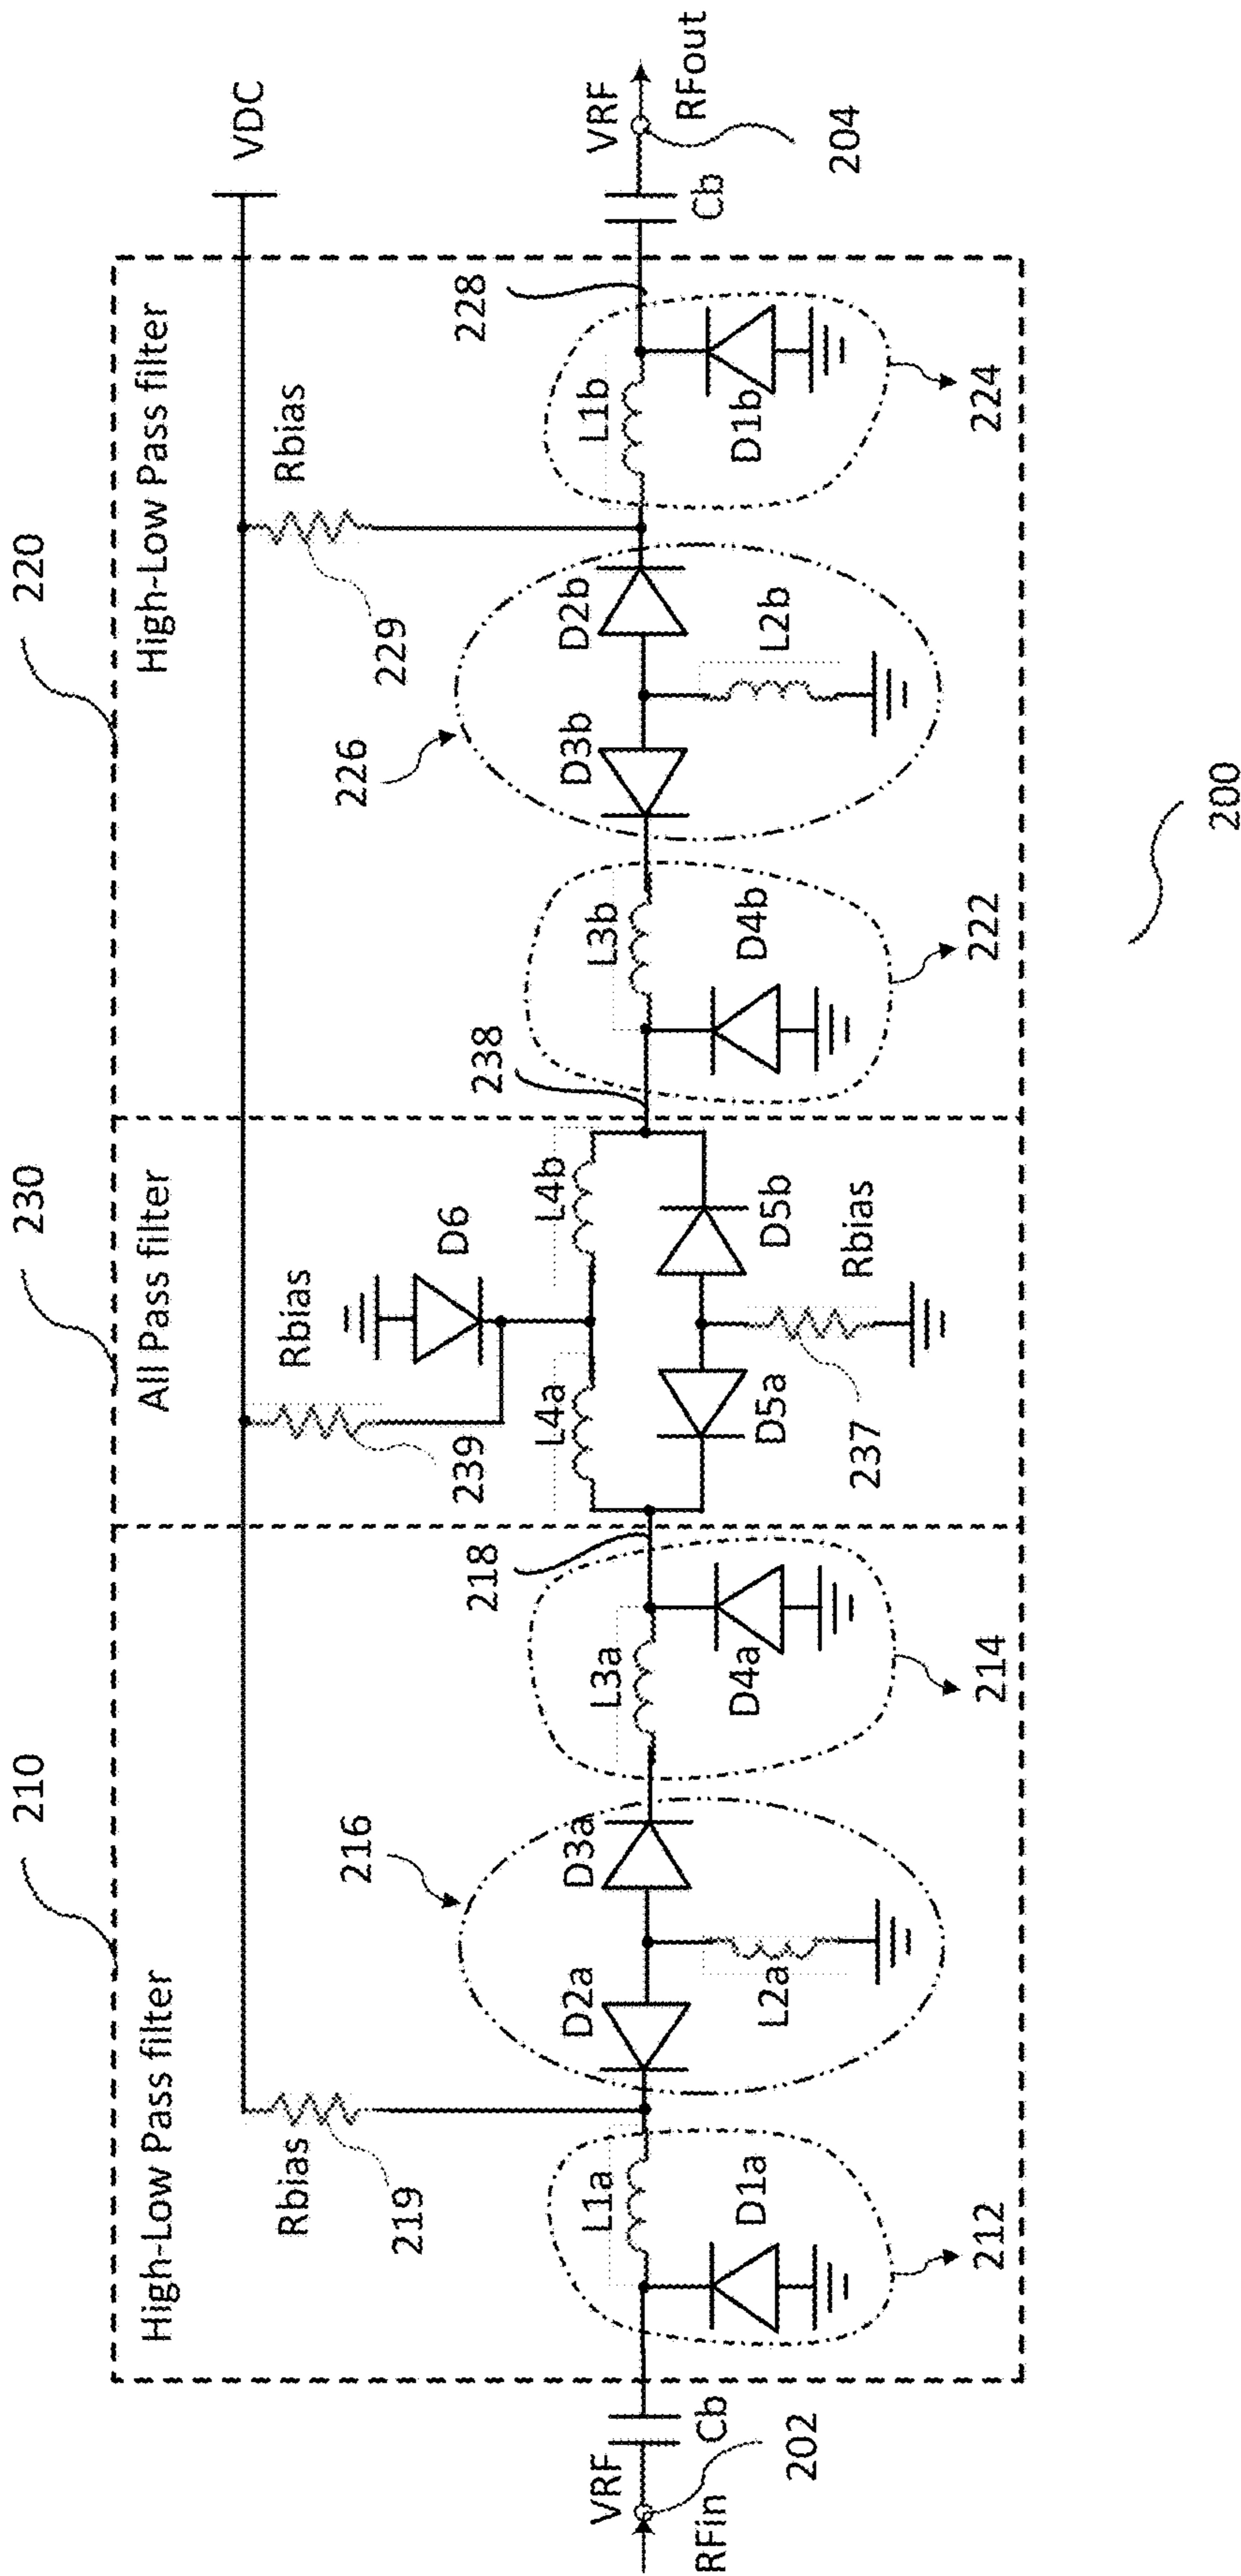 210
230
220
High-Low Pass filter
All Pass filter
High-Low Pass filter
VDC
Rbias
219
Rbias
239
D6
Rbias
229
216
218
238
226
228
VRF
RFin
202
Cb
L1a
D1a
212
D2a
L2a
D3a
L3a
D4a
214
L4a
L4b
D5a
D5b
237
Rbias
L3b
D4b
222
D3b
L2b
D2b
L1b
D1b
224
Cb
VRF
RFout
204
200